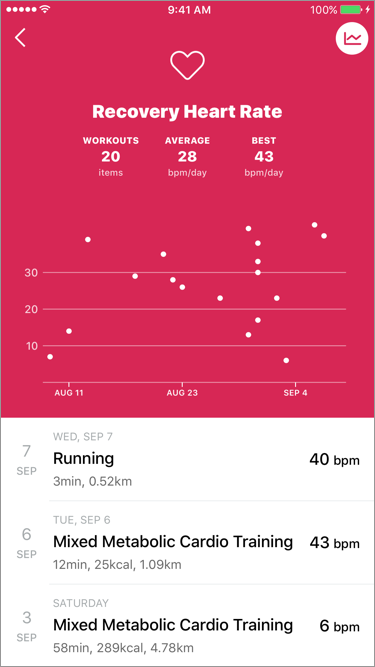 9:41 AM 100%
Recovery Heart Rate
WORKOUTS AVERAGE BEST
20 28 43
items bpm/day bpm/day
30
20
10
AUG 11 AUG 23 SEP 4
WED, SEP 7
7 SEP Running 40 bpm
3min, 0.52km
TUE, SEP 6
6 SEP Mixed Metabolic Cardio Training 43 bpm
12min, 25kcal, 1.09km
SATURDAY
3 SEP Mixed Metabolic Cardio Training 6 bpm
58min, 289kcal, 4.78km